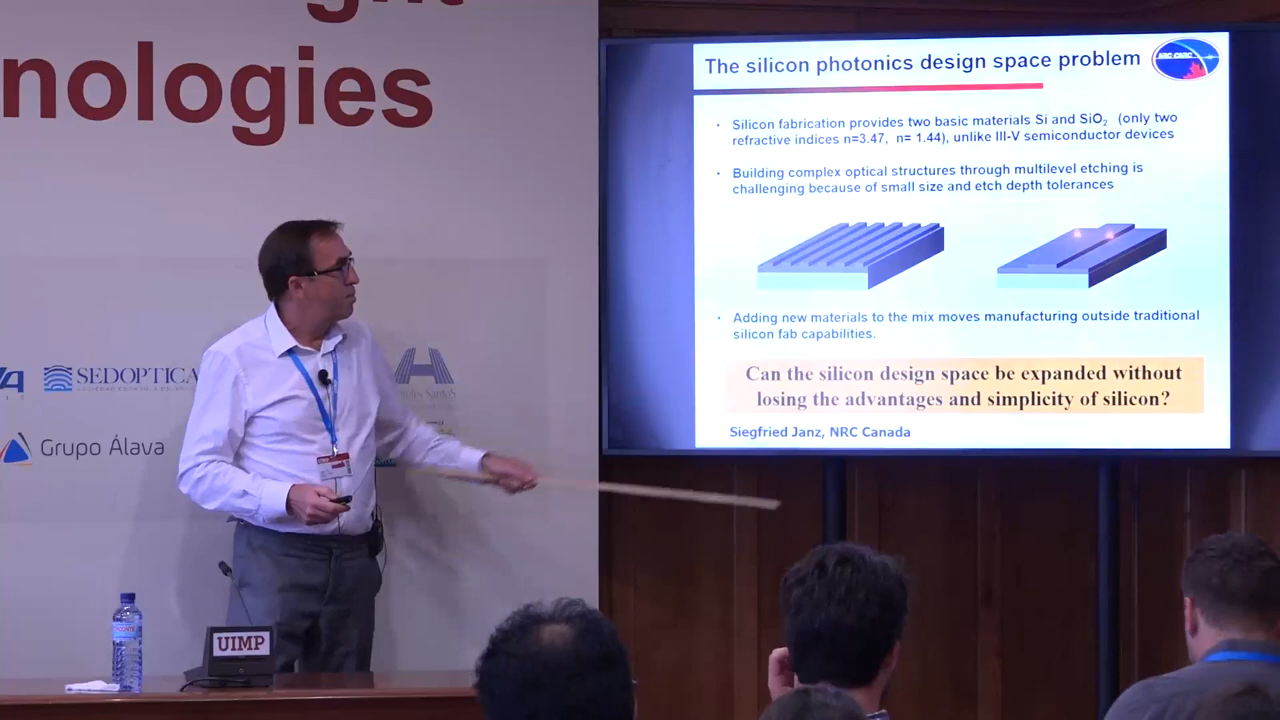 nologies
SEDOPTICA
Grupo Álava
UIMP
The silicon photonics design space problem
NRC·CNRC
· Silicon fabrication provides two basic materials Si and SiO₂ (only two
refractive indices n=3.47, n= 1.44), unlike III-V semiconductor devices
· Building complex optical structures through multilevel etching is
challenging because of small size and etch depth tolerances
· Adding new materials to the mix moves manufacturing outside traditional
silicon fab capabilities.
Can the silicon design space be expanded without
losing the advantages and simplicity of silicon?
Siegfried Janz, NRC Canada